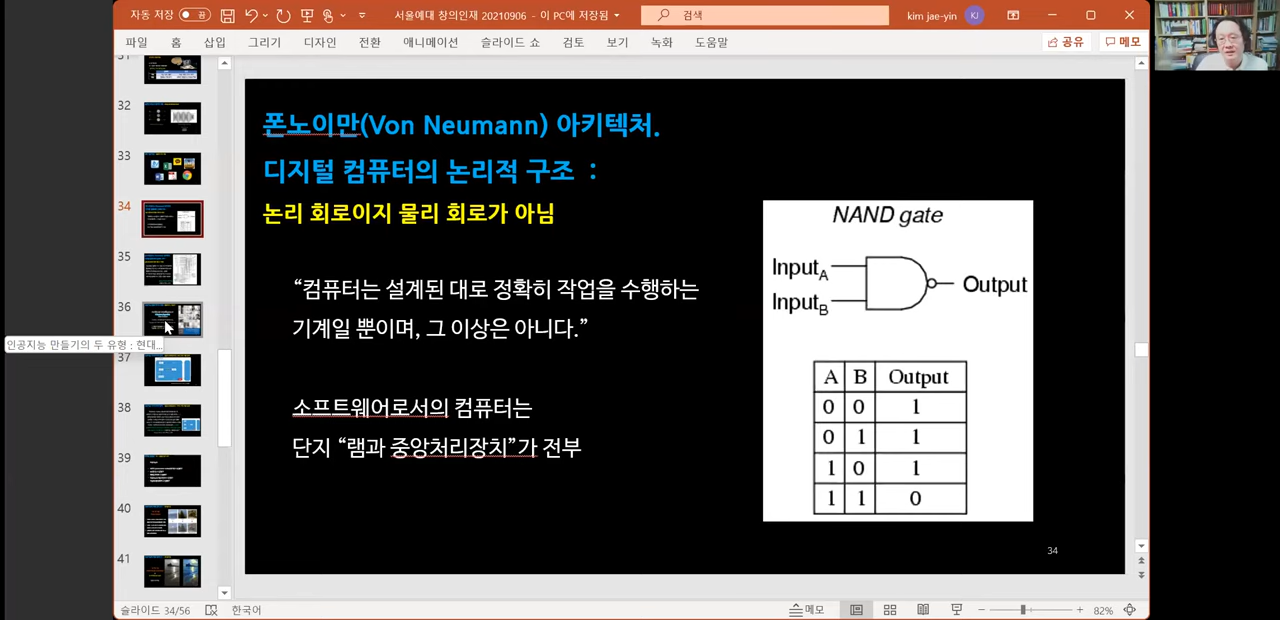 자동 저장 끔 서울예대 창의인재 20210906 - 이 PC에 저장됨 검색 kim jae-yin KJ
파일 홈 삽입 그리기 디자인 전환 애니메이션 슬라이드 쇼 검토 보기 녹화 도움말 공유 메모
32
33
34
35
36
인공지능 만들기의 두 유형 : 현대...
37
38
39
40
41
폰노이만(Von Neumann) 아키텍처.
디지털 컴퓨터의 논리적 구조 :
논리 회로이지 물리 회로가 아님
“컴퓨터는 설계된 대로 정확히 작업을 수행하는
기계일 뿐이며, 그 이상은 아니다.”
소프트웨어로서의 컴퓨터는
단지 “램과 중앙처리장치”가 전부
NAND gate
InputA
InputB
Output
A B Output
0 0 1
0 1 1
1 0 1
1 1 0
34
슬라이드 34/56 한국어 메모 82%